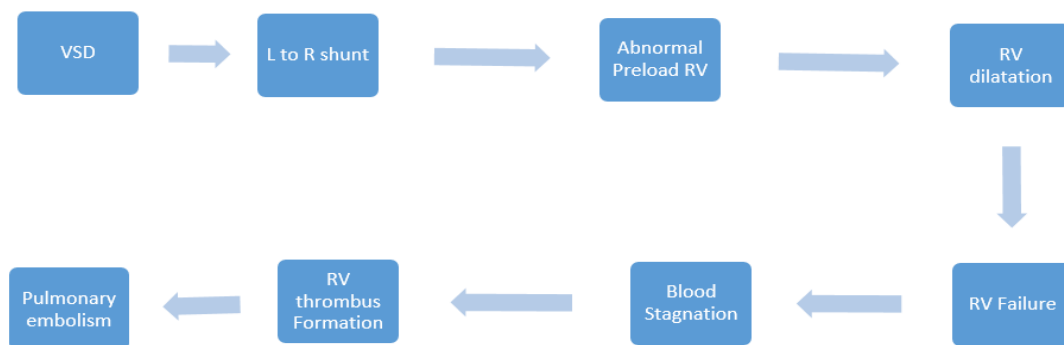 VSD
L to R shunt
Abnormal
Preload RV
RV
dilatation
RV Failure
Blood
Stagnation
RV
thrombus
Formation
Pulmonary
embolism